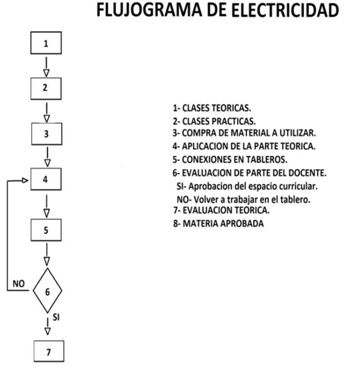 FLUJOGRAMA DE ELECTRICIDAD
1
2
3
4
5
NO
6
SI
7
1- CLASES TEORICAS.
2- CLASES PRACTICAS.
3- COMPRA DE MATERIAL A UTILIZAR.
4- APLICACION DE LA PARTE TEORICA.
5- CONEXIONES EN TABLEROS.
6- EVALUACION DE PARTE DEL DOCENTE.
SI- Aprobacion del espacio curricular.
NO- Volver a trabajar en el tablero.
7- EVALUACION TEORICA.
8- MATERIA APROBADA